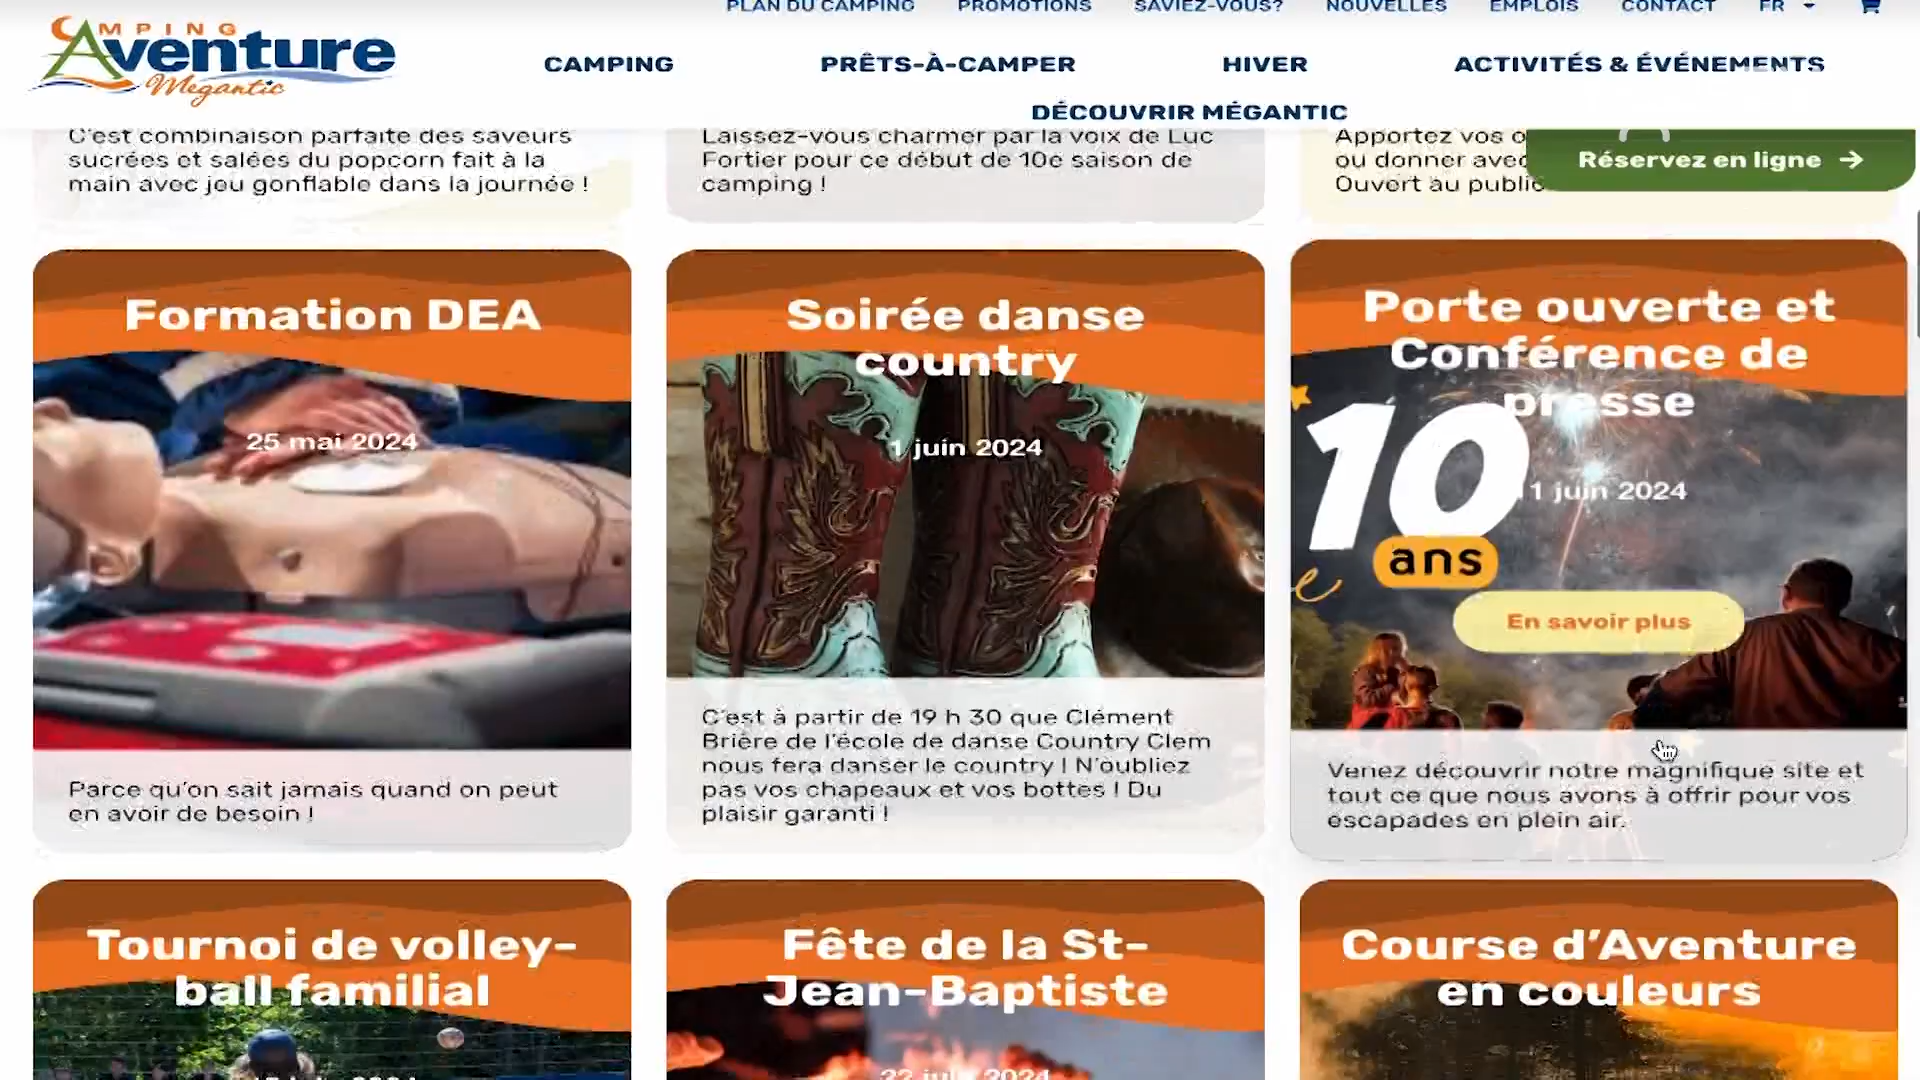 PLAN DU CAMPING PROMOTIONS SAVIEZ-VOUS? NOUVELLES EMPLOIS CONTACT FR
CAMPING
Aventure
Megantic
CAMPING PRÊTS-À-CAMPER HIVER ACTIVITÉS & ÉVÉNEMENTS
DÉCOUVRIR MÉGANTIC
Réservez en ligne →
C'est combinaison parfaite des saveurs
sucrées et salées du popcorn fait à la
main avec jeu gonflable dans la journée !
Laissez-vous charmer par la voix de Luc
Fortier pour ce début de 10e saison de
camping !
Apportez vos
ou donner avec
Ouvert au public
Formation DEA
25 mai 2024
Parce qu'on sait jamais quand on peut
en avoir de besoin !
Soirée danse
country
1 juin 2024
C'est à partir de 19 h 30 que Clément
Brière de l'école de danse Country Clem
nous fera danser le country ! N'oubliez
pas vos chapeaux et vos bottes ! Du
plaisir garanti !
Porte ouverte et
Conférence de
presse
10
ans
1 juin 2024
En savoir plus
Venez découvrir notre magnifique site et
tout ce que nous avons à offrir pour vos
escapades en plein air.
Tournoi de volley-
ball familial
Fête de la St-
Jean-Baptiste
22 juin 2024
Course d'Aventure
en couleurs